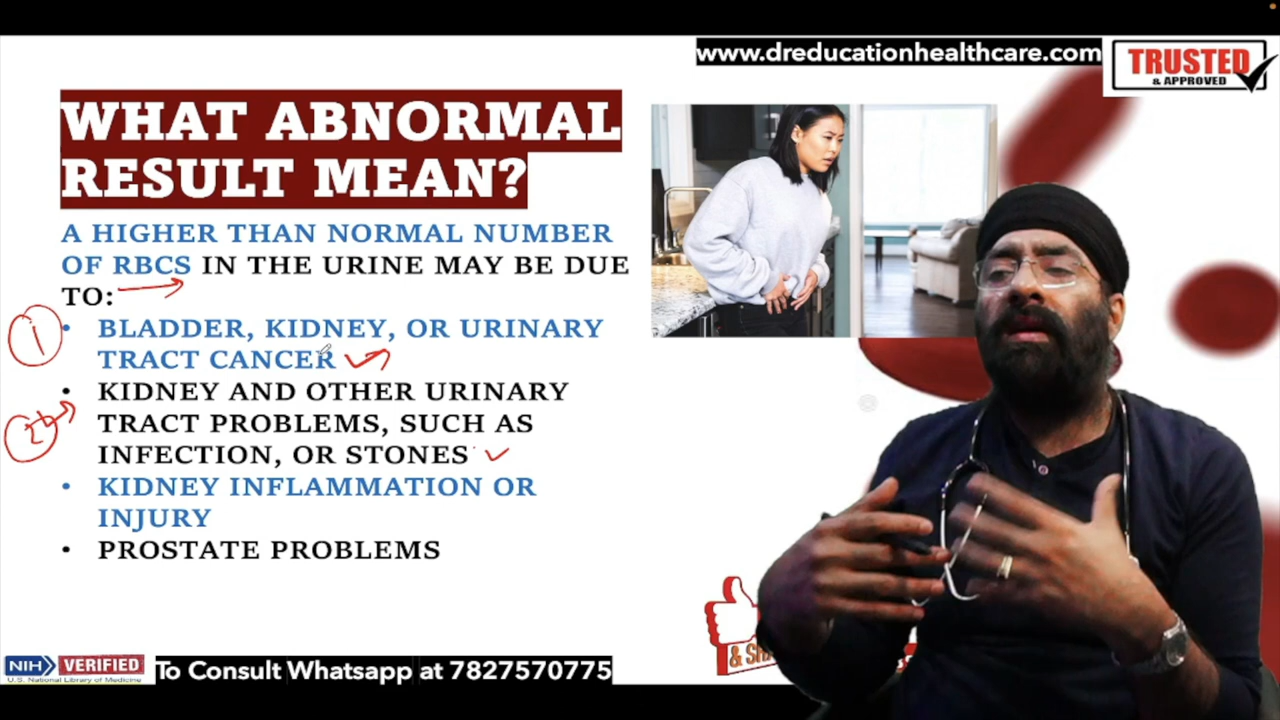 www.dreducationhealthcare.com
TRUSTED
& APPROVED
WHAT ABNORMAL
RESULT MEAN?
A HIGHER THAN NORMAL NUMBER
OF RBCS IN THE URINE MAY BE DUE
TO:
1
• BLADDER, KIDNEY, OR URINARY
TRACT CANCER
• KIDNEY AND OTHER URINARY
2
TRACT PROBLEMS, SUCH AS
INFECTION, OR STONES
• KIDNEY INFLAMMATION OR
INJURY
• PROSTATE PROBLEMS
NIH VERIFIED
U.S. National Library of Medicine
To Consult Whatsapp at 7827570775